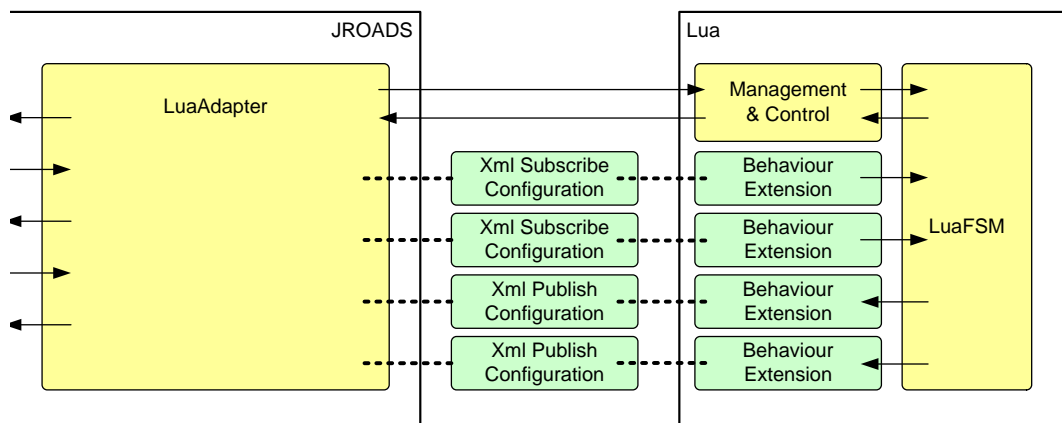 JROADS
Lua
LuaAdapter
Management
& Control
Xml Subscribe
Configuration
Behaviour
Extension
Xml Subscribe
Configuration
Behaviour
Extension
LuaFSM
Xml Publish
Configuration
Behaviour
Extension
Xml Publish
Configuration
Behaviour
Extension